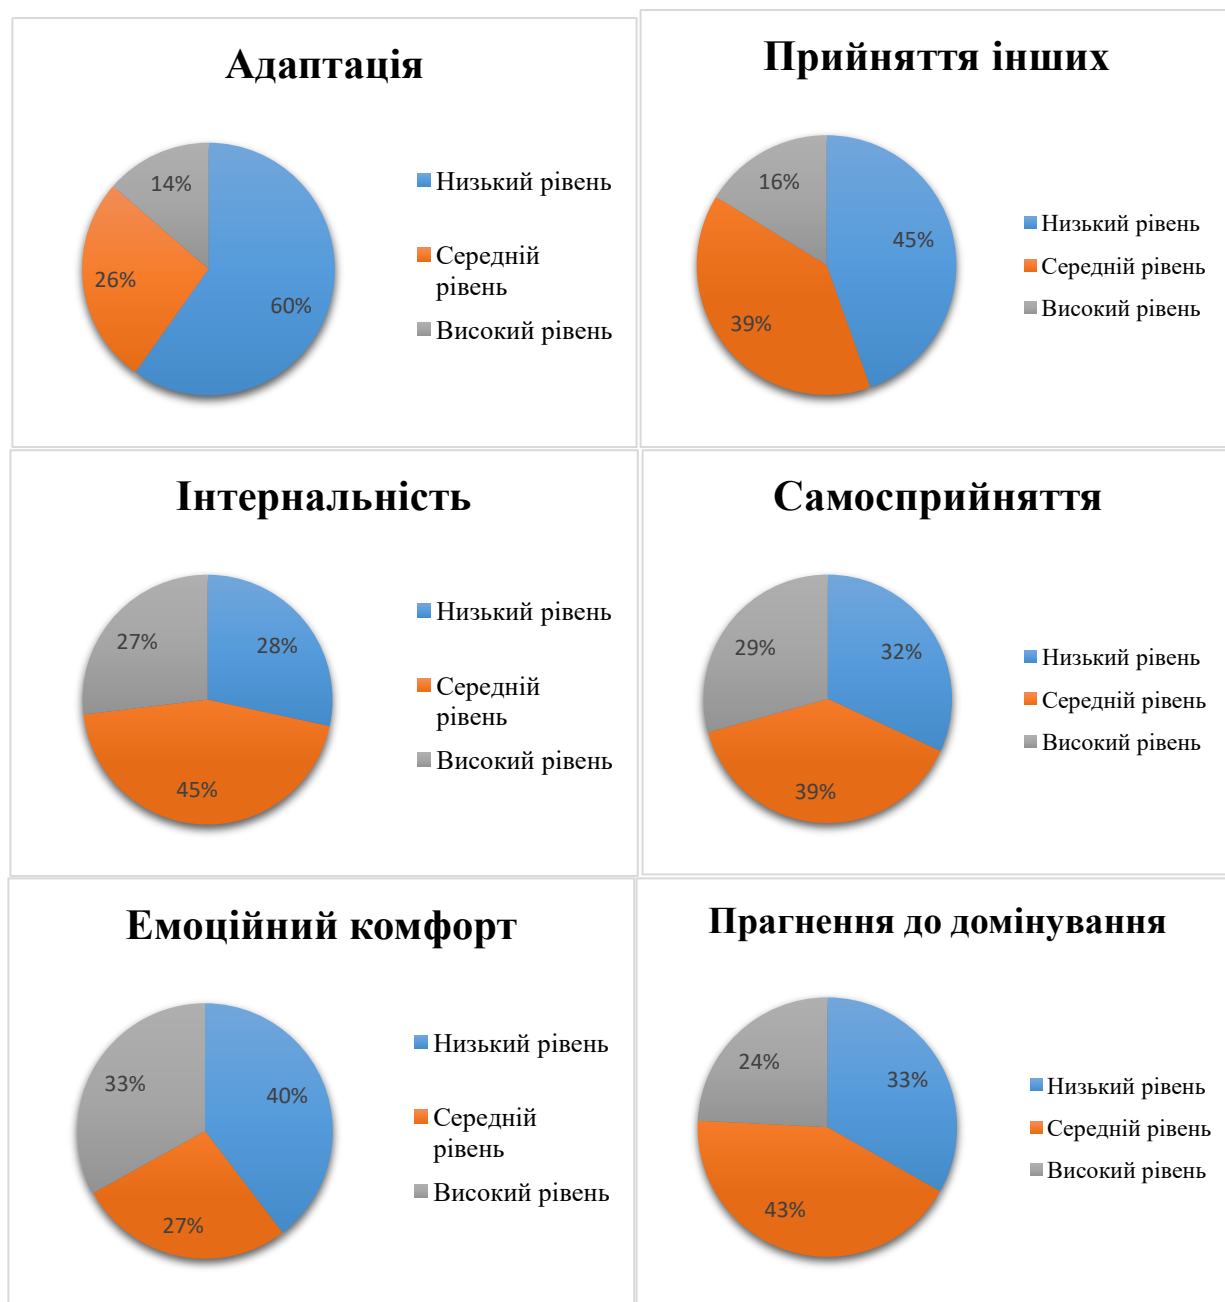 Адаптація
14%
26%
60%
Низький рівень
Середній
рівень
Високий рівень
Прийняття інших
16%
45%
39%
Низький рівень
Середній рівень
Високий рівень
Інтернальність
27%
28%
45%
Низький рівень
Середній
рівень
Високий рівень
Самосприйняття
29%
32%
39%
Низький рівень
Середній рівень
Високий рівень
Емоційний комфорт
33%
40%
27%
Низький рівень
Середній
рівень
Високий рівень
Прагнення до домінування
24%
33%
43%
Низький рівень
Середній рівень
Високий рівень